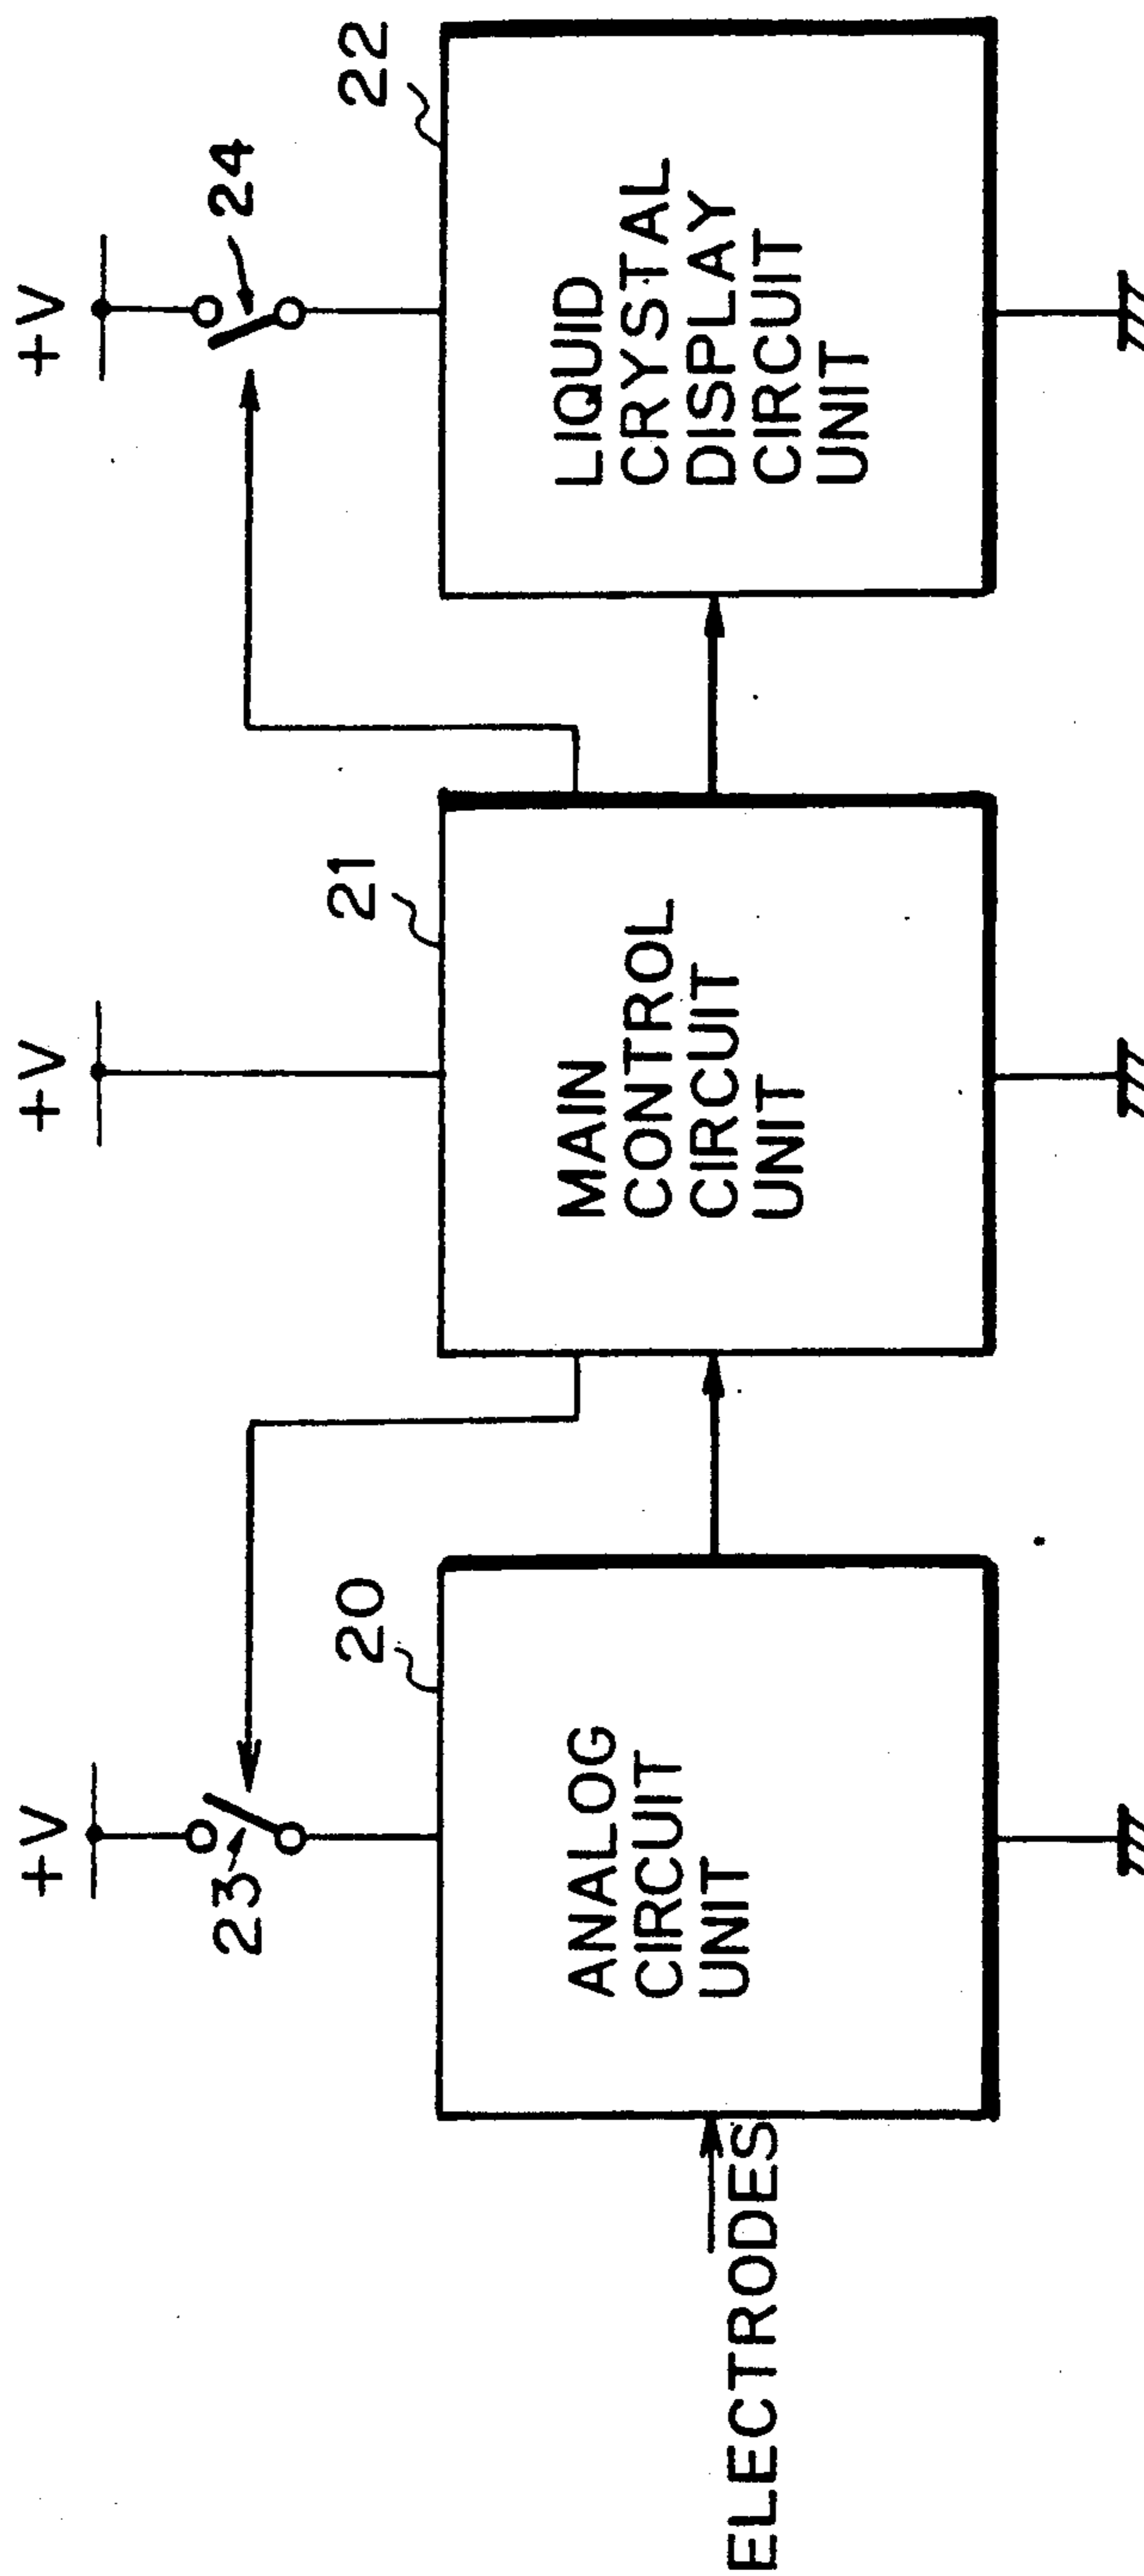 +V
+V
+V
23
24
20
21
22
ELECTRODES
ANALOG
CIRCUIT
UNIT
MAIN
CONTROL
CIRCUIT
UNIT
LIQUID
CRYSTAL
DISPLAY
CIRCUIT
UNIT